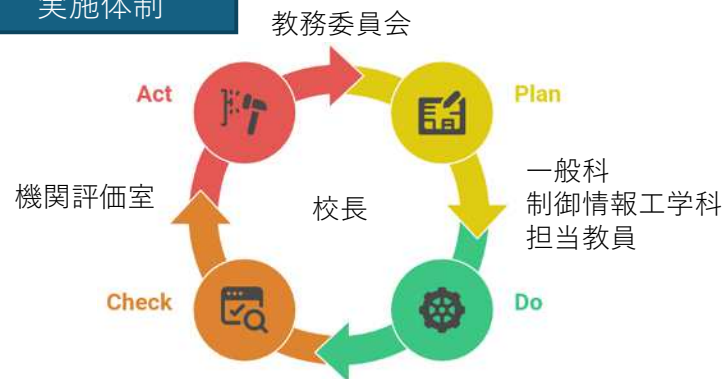 実施体制
教務委員会
Act
Plan
機関評価室
校長
一般科
制御情報工学科
担当教員
Check
Do